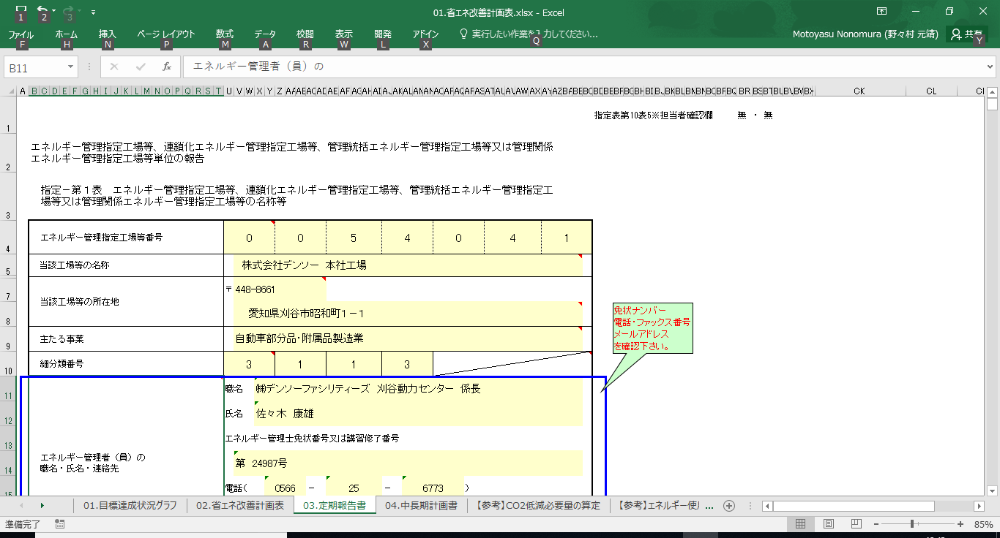 1 2 3
01.省エネ改善計画表.xlsx - Excel
ファイル ホーム 挿入 ページ レイアウト 数式 データ 校閲 表示 開発 アドイン 実行したい作業を入力してください... Motoyasu Nonomura (野々村 元靖) 共有
F H N P M A R W L X Q Y
B11 fx エネルギー管理者（員）の
A B C D E F G H I J K L M N O P Q R S T U V W X Y Z CK CL
1 指定表第10表5※担当者確認欄 無 ・ 無
2 エネルギー管理指定工場等、連鎖化エネルギー管理指定工場等、管理統括エネルギー管理指定工場等又は管理関係
エネルギー管理指定工場等単位の報告
3 指定－第１表 エネルギー管理指定工場等、連鎖化エネルギー管理指定工場等、管理統括エネルギー管理指定工
場等又は管理関係エネルギー管理指定工場等の名称等
4 エネルギー管理指定工場等番号 0 0 5 4 0 4 1
5 当該工場等の名称 株式会社デンソー 本社工場
7 〒 448-8661
当該工場等の所在地
8 愛知県刈谷市昭和町１－１
9 主たる事業 自動車部分品・附属品製造業
10 細分類番号 3 1 1 3
免状ナンバー
電話・ファックス番号
メールアドレス
を確認下さい。
11 職名 ㈱デンソーファシリティーズ 刈谷動力センター 係長
12 氏名 佐々木 康雄
13 エネルギー管理士免状番号又は講習修了番号
エネルギー管理者（員）の
職名・氏名・連絡先
14 第 24987号
15 電話( 0566 － 25 － 6773 )
01.目標達成状況グラフ 02.省エネ改善計画表 03.定期報告書 04.中長期計画書 【参考】CO2低減必要量の算定 【参考】エネルギー使用 ...
準備完了 85%